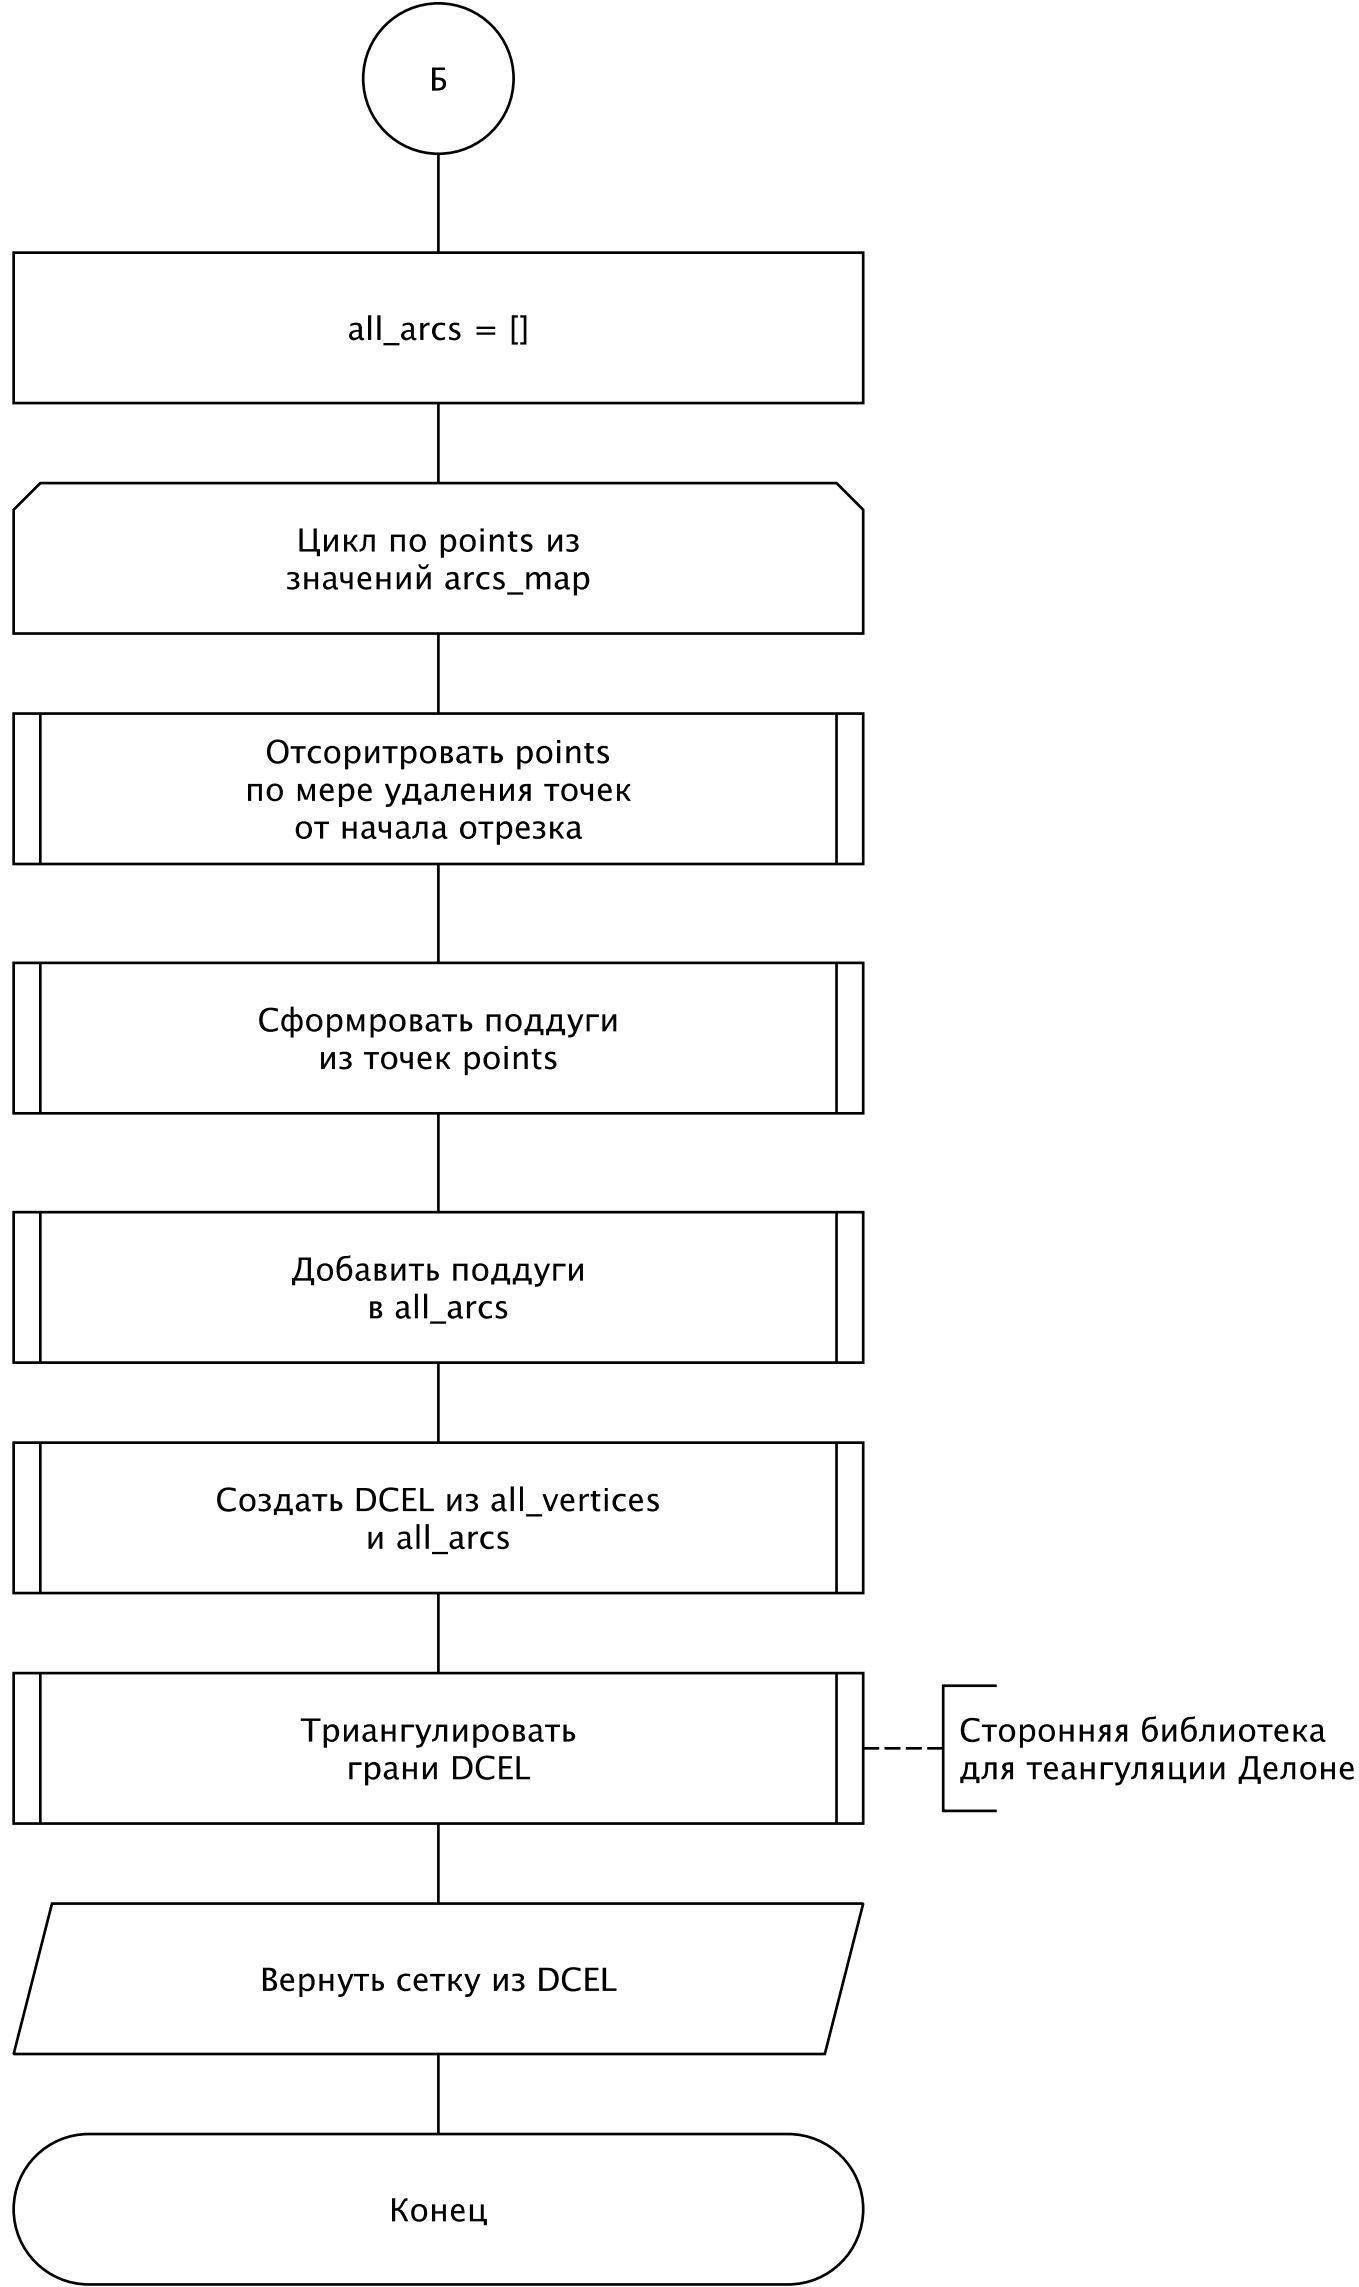 Б
all_arcs = []
Цикл по points из
значений arcs_map
Отсоритровать points
по мере удаления точек
от начала отрезка
Сформровать поддуги
из точек points
Добавить поддуги
в all_arcs
Создать DCEL из all_vertices
и all_arcs
Триангулировать
грани DCEL
Сторонняя библиотека
для теангуляции Делоне
Вернуть сетку из DCEL
Конец